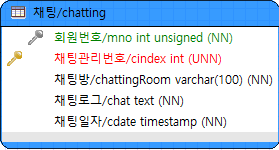 채팅/chatting
회원번호/mno int unsigned (NN)
채팅관리번호/cindex int (UNN)
채팅방/chattingRoom varchar(100) (NN)
채팅로그/chat text (NN)
채팅일자/cdate timestamp (NN)